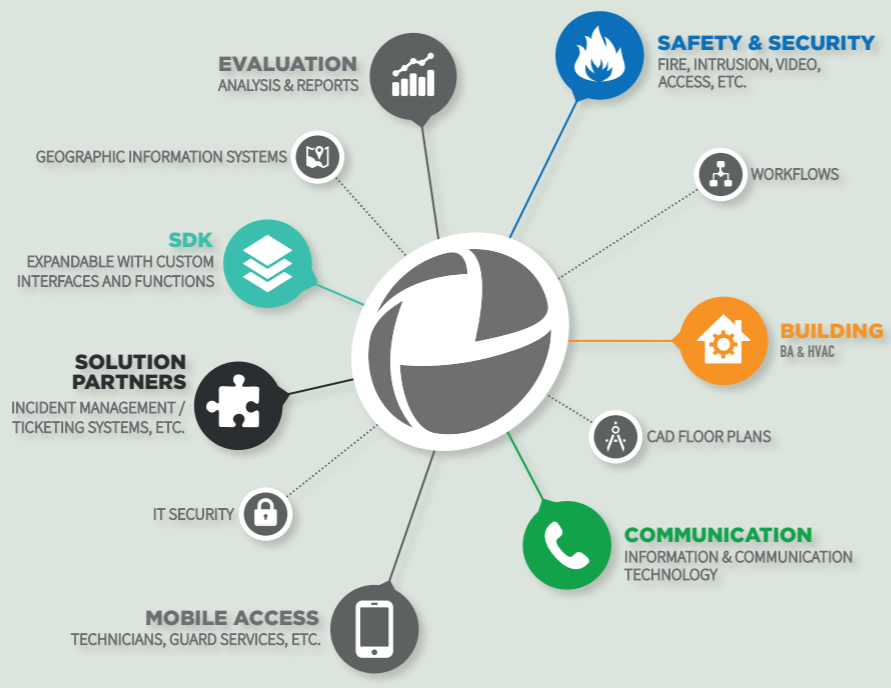 EVALUATION
ANALYSIS & REPORTS
SAFETY & SECURITY
FIRE, INTRUSION, VIDEO,
ACCESS, ETC.
GEOGRAPHIC INFORMATION SYSTEMS
WORKFLOWS
SDK
EXPANDABLE WITH CUSTOM
INTERFACES AND FUNCTIONS
BUILDING
BA & HVAC
SOLUTION
PARTNERS
INCIDENT MANAGEMENT /
TICKETING SYSTEMS, ETC.
CAD FLOOR PLANS
IT SECURITY
COMMUNICATION
INFORMATION & COMMUNICATION
TECHNOLOGY
MOBILE ACCESS
TECHNICIANS, GUARD SERVICES, ETC.